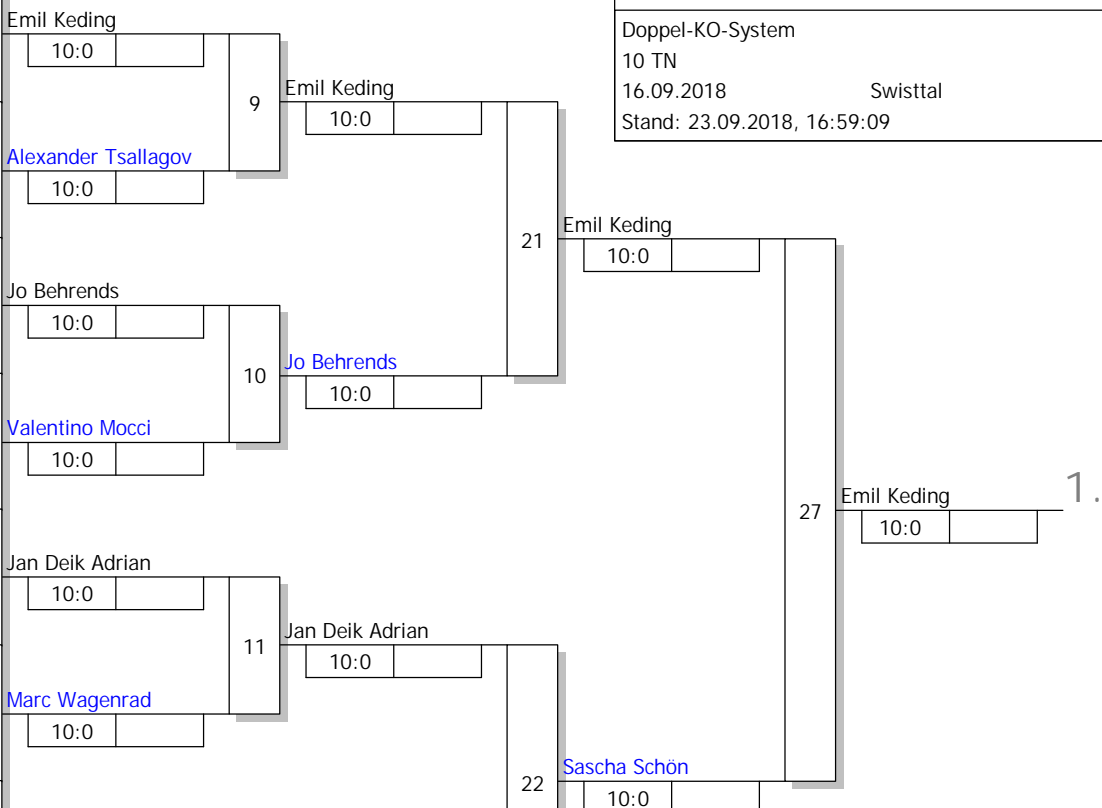 Emil Keding
10:0
9
Alexander Tsallagov
10:0
Jo Behrends
10:0
10
Valentino Mocci
10:0
Jan Deik Adrian
10:0
11
Marc Wagenrad
10:0
Emil Keding
10:0
21
Jo Behrends
10:0
Jan Deik Adrian
10:0
22
Emil Keding
10:0
27
Sascha Schön
10:0
Emil Keding
10:0
1.
Doppel-KO-System
10 TN
16.09.2018 Swisttal
Stand: 23.09.2018, 16:59:09